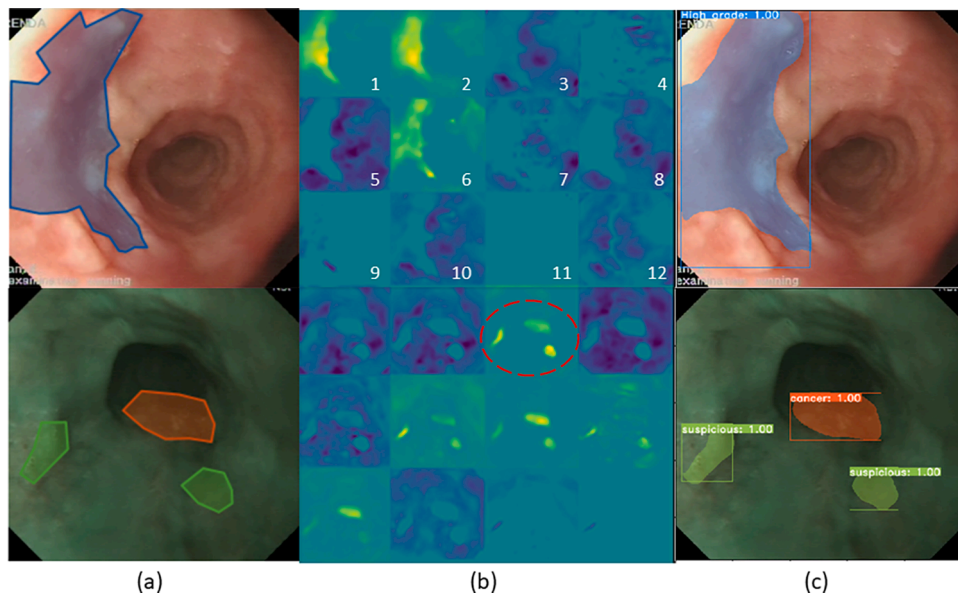 RENDA
High grade: 1.00
1 2 3 4
5 6 7 8
9 10 11 12
cancer: 1.00
suspicious: 1.00
suspicious: 1.00
(a) (b) (c)